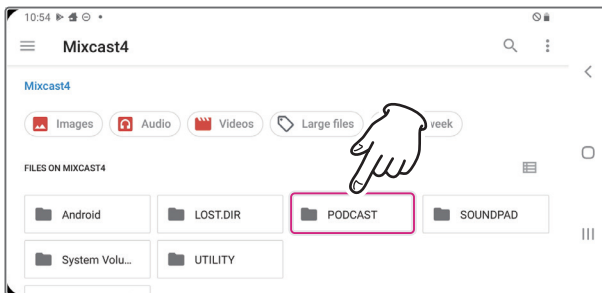 10:54
Mixcast4
Mixcast4
Images
Audio
Videos
Large files
week
FILES ON MIXCAST4
Android
LOST.DIR
PODCAST
SOUNDPAD
System Volu...
UTILITY